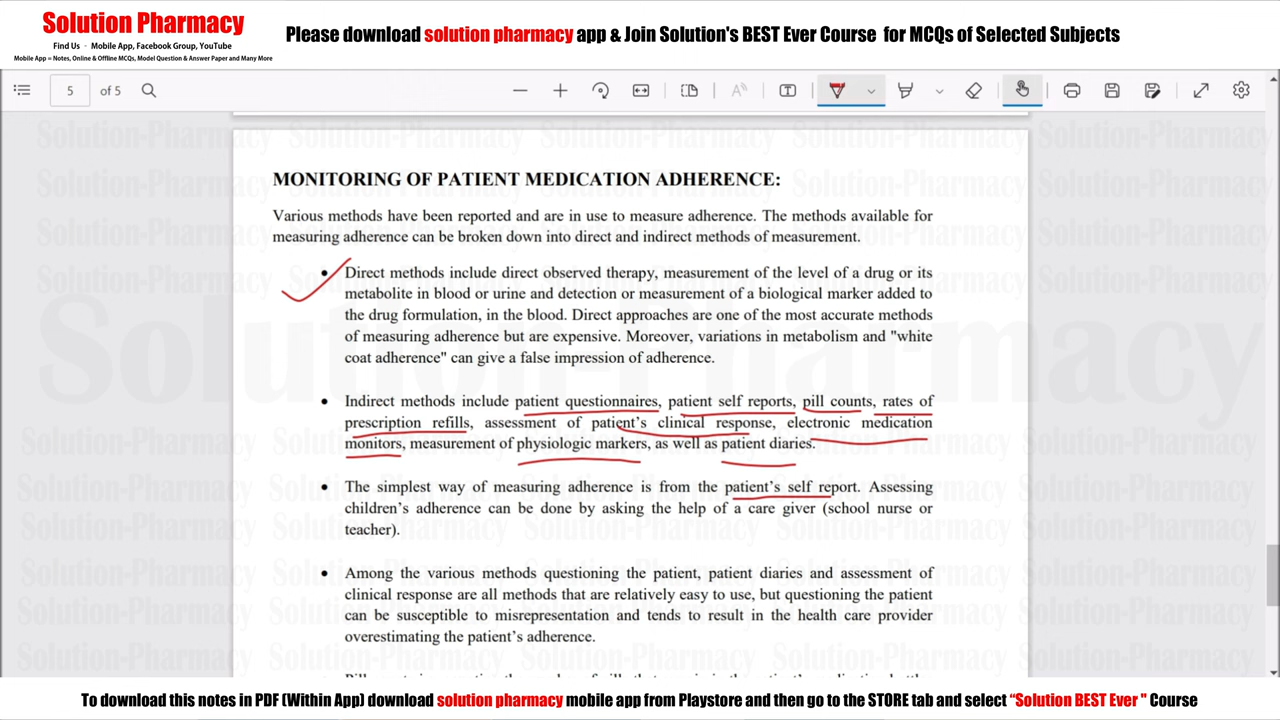 Solution Pharmacy
Find Us - Mobile App, Facebook Group, YouTube
Mobile App = Notes, Online & Offline MCQs, Model Question & Answer Paper and Many More
Please download solution pharmacy app & Join Solution's BEST Ever Course for MCQs of Selected Subjects
5 of 5
MONITORING OF PATIENT MEDICATION ADHERENCE:
Various methods have been reported and are in use to measure adherence. The methods available for
measuring adherence can be broken down into direct and indirect methods of measurement.
• Direct methods include direct observed therapy, measurement of the level of a drug or its
metabolite in blood or urine and detection or measurement of a biological marker added to
the drug formulation, in the blood. Direct approaches are one of the most accurate methods
of measuring adherence but are expensive. Moreover, variations in metabolism and "white
coat adherence" can give a false impression of adherence.
• Indirect methods include patient questionnaires, patient self reports, pill counts, rates of
prescription refills, assessment of patient's clinical response, electronic medication
monitors, measurement of physiologic markers, as well as patient diaries.
• The simplest way of measuring adherence is from the patient's self report. Assessing
children's adherence can be done by asking the help of a care giver (school nurse or
teacher).
• Among the various methods questioning the patient, patient diaries and assessment of
clinical response are all methods that are relatively easy to use, but questioning the patient
can be susceptible to misrepresentation and tends to result in the health care provider
overestimating the patient's adherence.
Solution-Pharmacy
To download this notes in PDF (Within App) download solution pharmacy mobile app from Playstore and then go to the STORE tab and select "Solution BEST Ever " Course